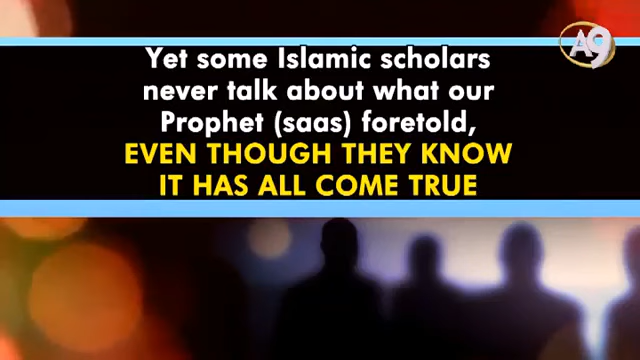 A9
Yet some Islamic scholars
never talk about what our
Prophet (saas) foretold,
EVEN THOUGH THEY KNOW
IT HAS ALL COME TRUE